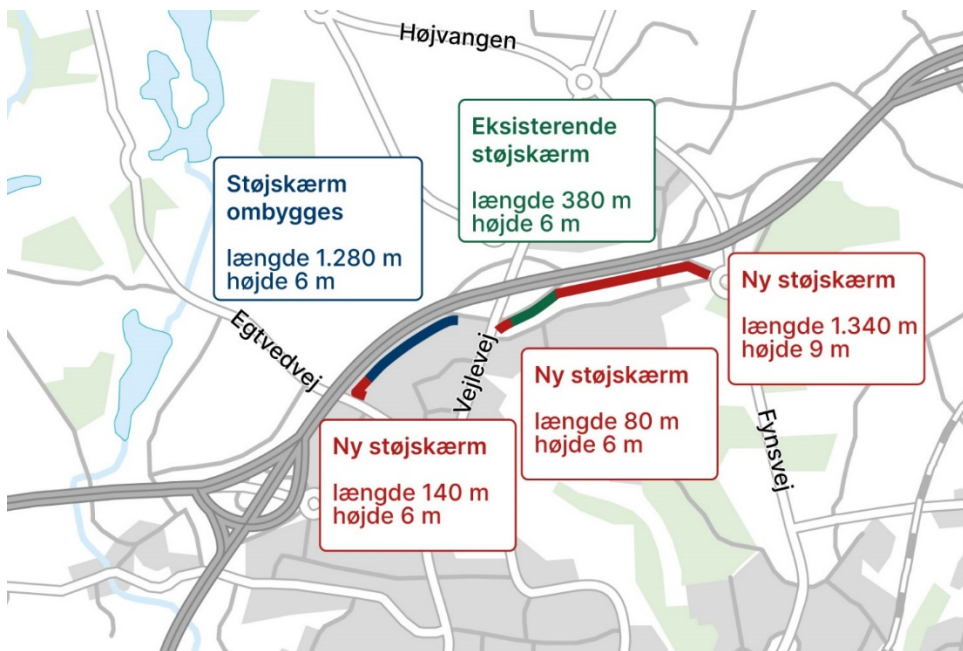 Højvangen
Eksisterende
støjskærm
længde 380 m
højde 6 m
Støjskærm
ombygges
længde 1.280 m
højde 6 m
Ny støjskærm
længde 1.340 m
højde 9 m
Egtvedvej
Vejlevej
Ny støjskærm
længde 80 m
højde 6 m
Fynsvej
Ny støjskærm
længde 140 m
højde 6 m